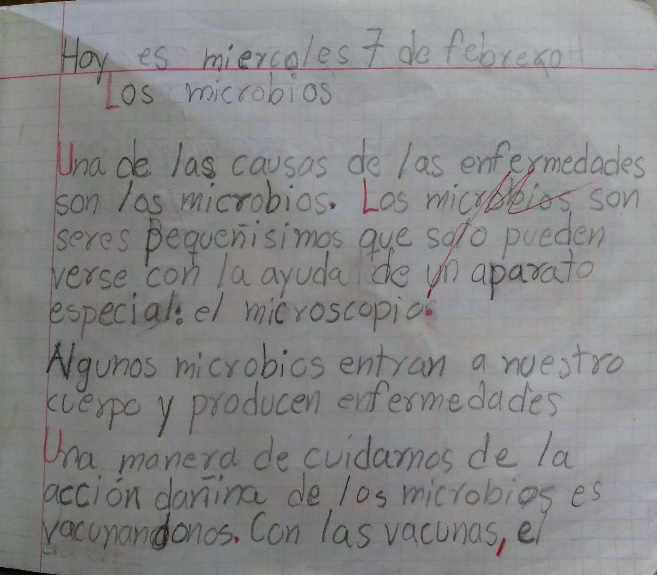 Hoy es miercoles 7 de febrero
Los microbios
Una de las causas de las enfermedades
son los microbios. Los microbios son
seres pequeñisimos que solo pueden
verse con la ayuda de un aparato
especial: el microscopio.
Algunos microbios entran a nuestro
cuerpo y producen enfermedades
Una manera de cuidarnos de la
acción dañina de los microbios es
vacunandonos. Con las vacunas, el